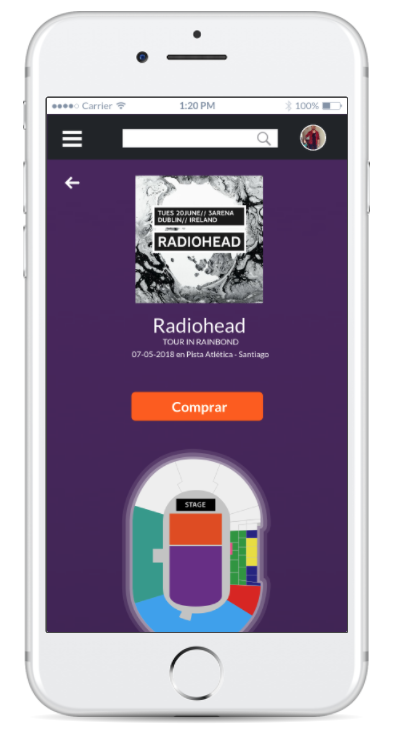 Carrier
1:20 PM
100%
TUES 20JUNE// 3ARENA
DUBLIN// IRELAND
RADIOHEAD
Radiohead
TOUR IN RAINBOND
07-05-2018 en Pista Atlética - Santiago
Comprar
STAGE